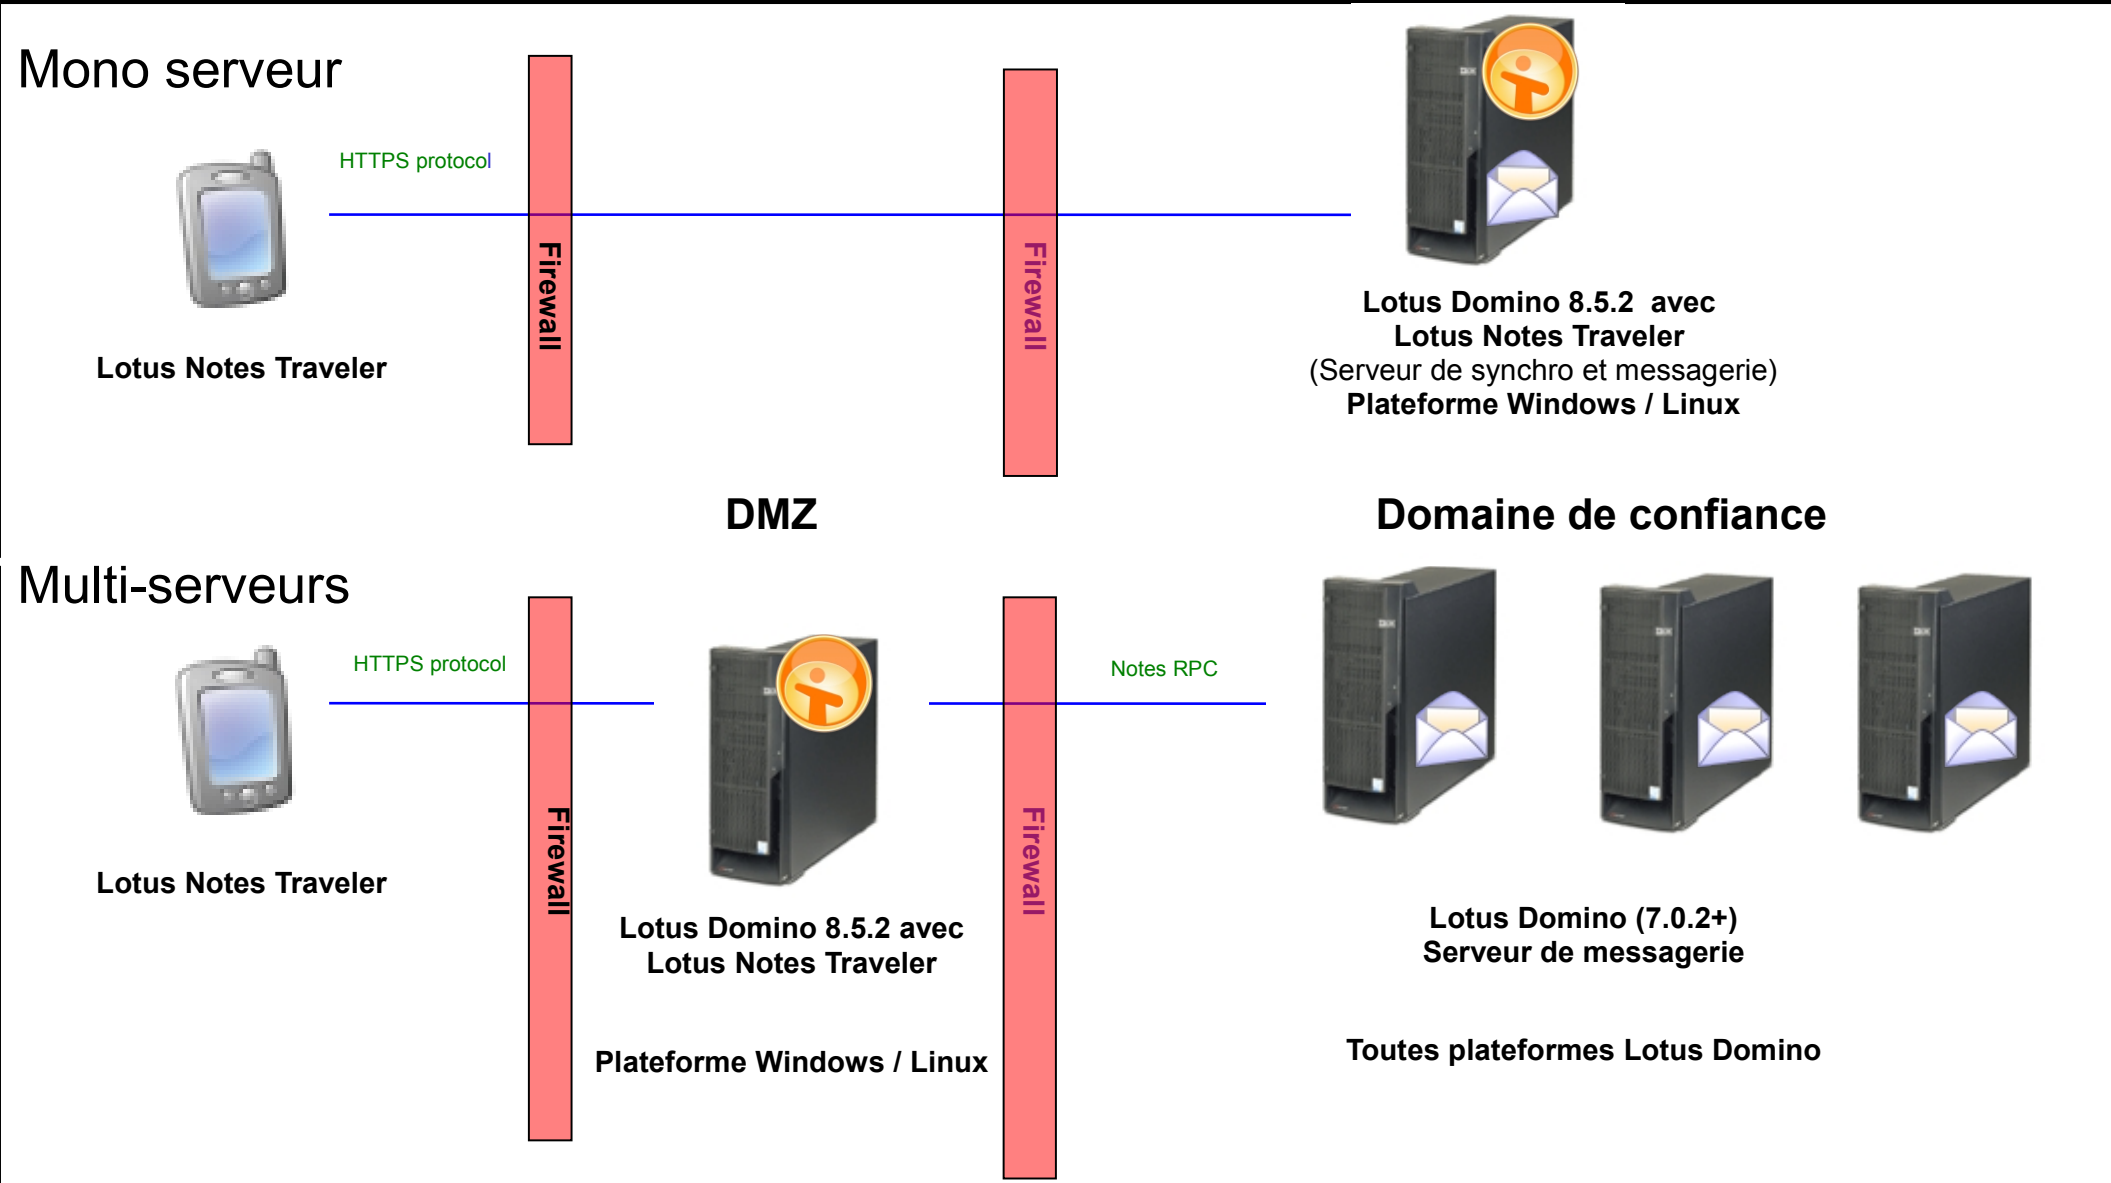 Mono serveur
HTTPS protocol
Firewall
Firewall
Lotus Notes Traveler
Lotus Domino 8.5.2 avec
Lotus Notes Traveler
(Serveur de synchro et messagerie)
Plateforme Windows / Linux
DMZ
Domaine de confiance
Multi-serveurs
HTTPS protocol
Notes RPC
Firewall
Firewall
Lotus Notes Traveler
Lotus Domino 8.5.2 avec
Lotus Notes Traveler
Plateforme Windows / Linux
Lotus Domino (7.0.2+)
Serveur de messagerie
Toutes plateformes Lotus Domino